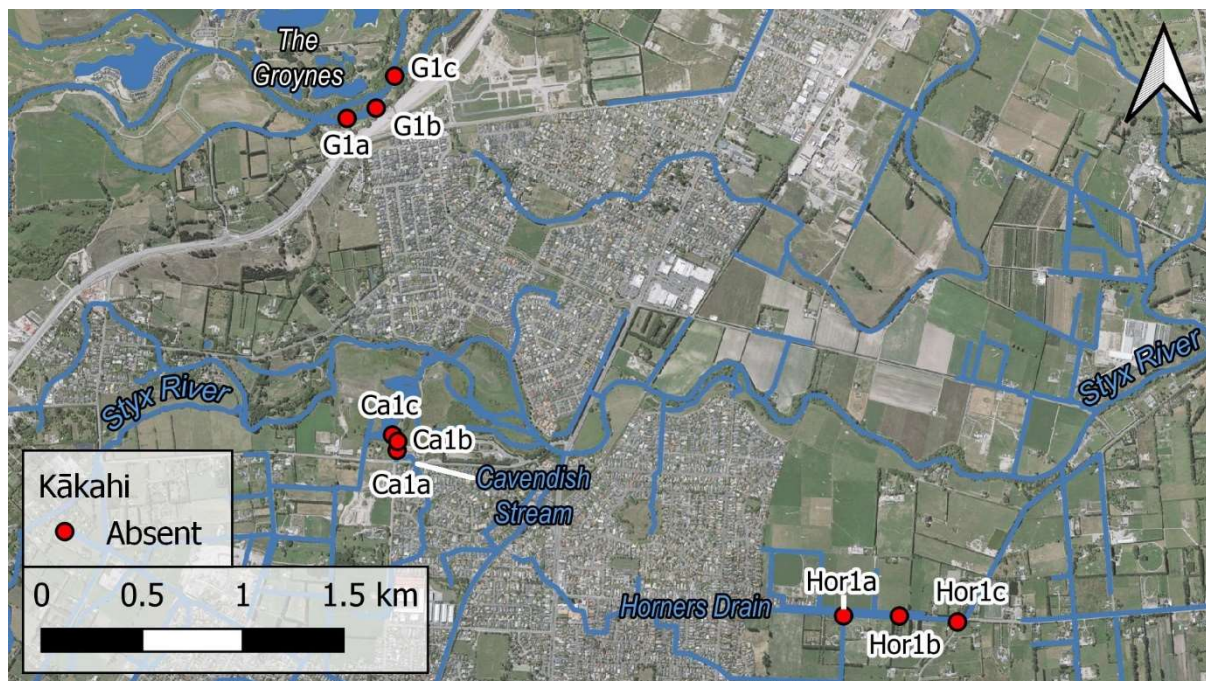 The
Groynes
G1c
G1b
G1a
Styx River
Styx River
Ca1c
Ca1b
Ca1a
Cavendish
Stream
Kākahi
Absent
0 0.5 1 1.5 km
Hor1a
Hor1c
Horners Drain
Hor1b